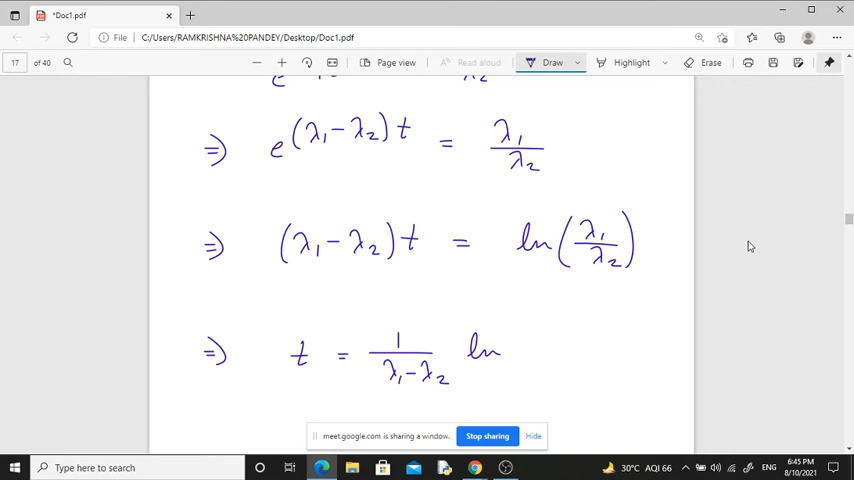 *Doc1.pdf
File C:/Users/RAMKRISHNA%20PANDEY/Desktop/Doc1.pdf
17 of 40 Page view Read aloud Draw Highlight Erase
⇒ e^(λ₁ − λ₂)t = λ₁/λ₂
⇒ (λ₁ − λ₂)t = ln(λ₁/λ₂)
⇒ t = 1/(λ₁ − λ₂) ln
meet.google.com is sharing a window. Stop sharing Hide
Type here to search 30°C AQI 66 ENG 6:45 PM
8/10/2021